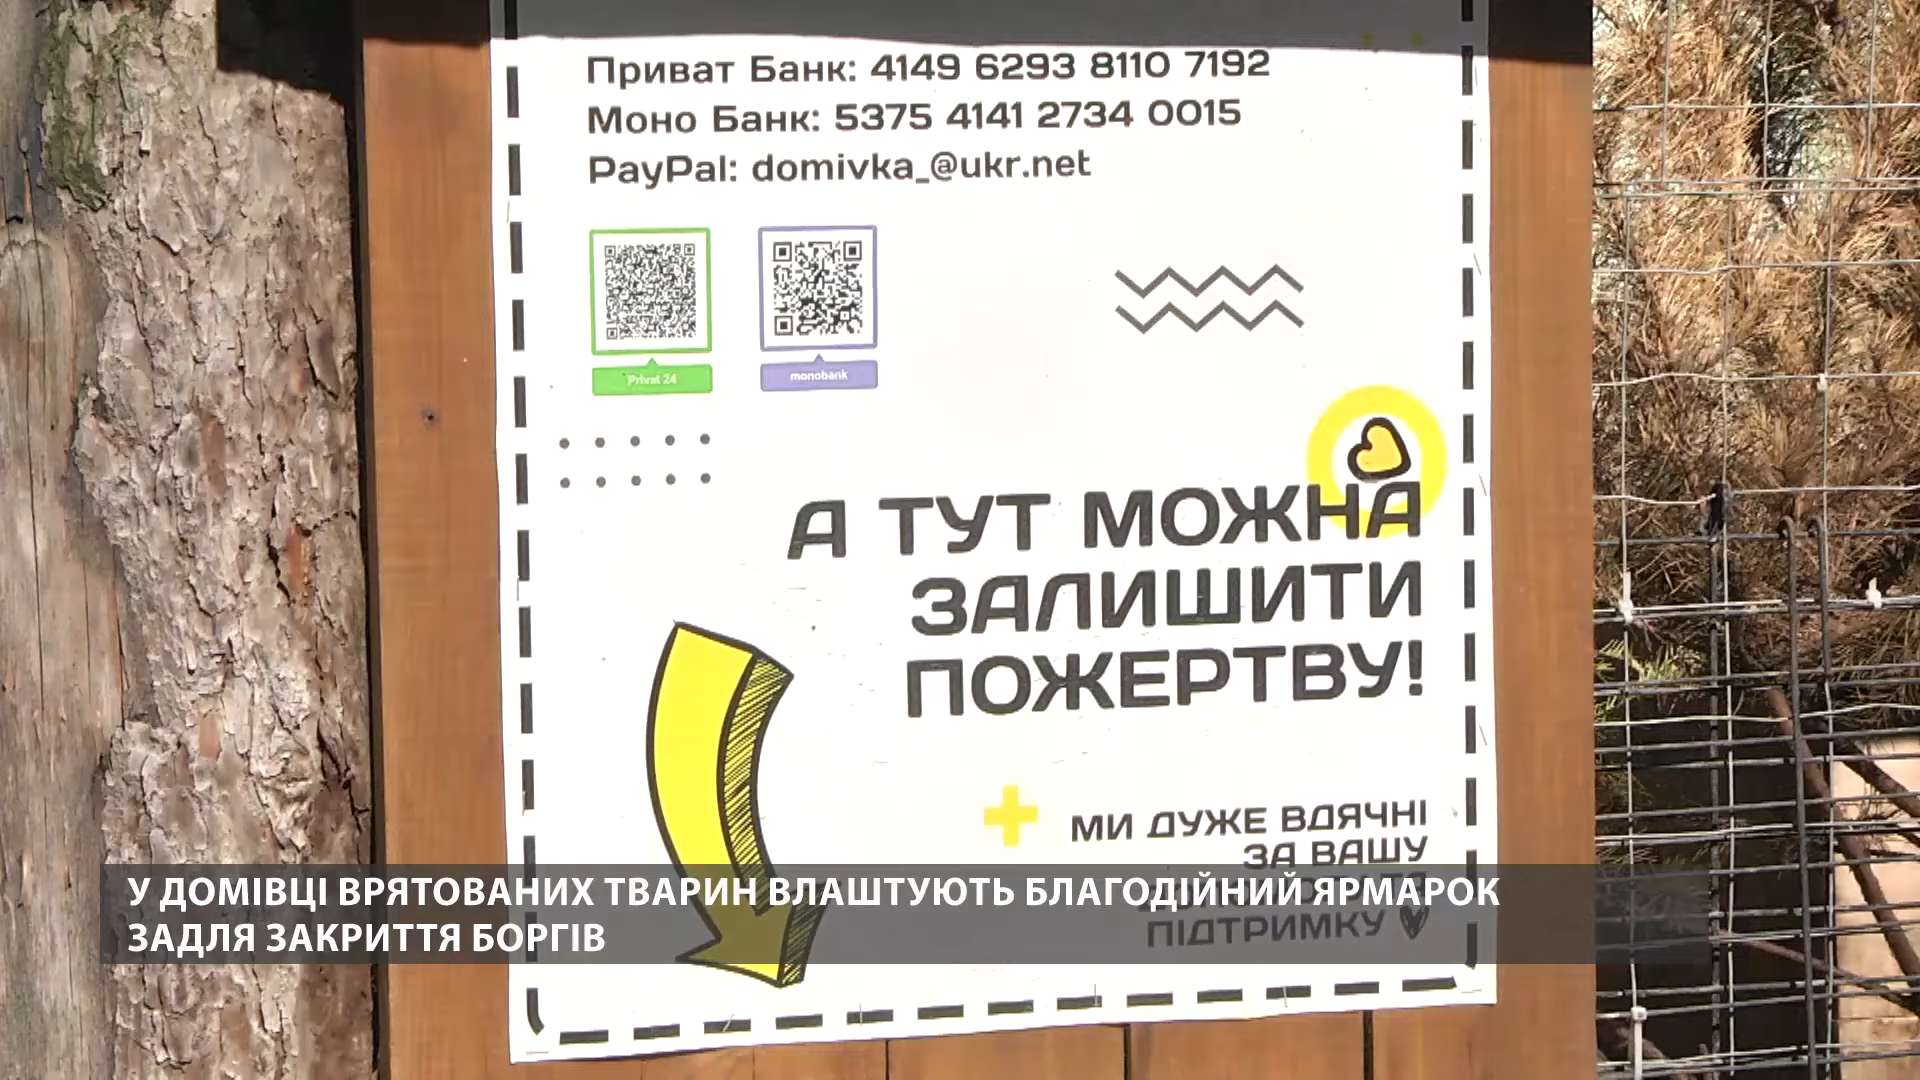 Приват Банк: 4149 6293 8110 7192
Моно Банк: 5375 4141 2734 0015
PayPal: domivka_@ukr.net
Privat 24
monobank
А ТУТ МОЖНА
ЗАЛИШИТИ
ПОЖЕРТВУ!
МИ ДУЖЕ ВДЯЧНІ
ЗА ВАШУ
ПІДТРИМКУ
У ДОМІВЦІ ВРЯТОВАНИХ ТВАРИН ВЛАШТУЮТЬ БЛАГОДІЙНИЙ ЯРМАРОК
ЗАДЛЯ ЗАКРИТТЯ БОРГІВ